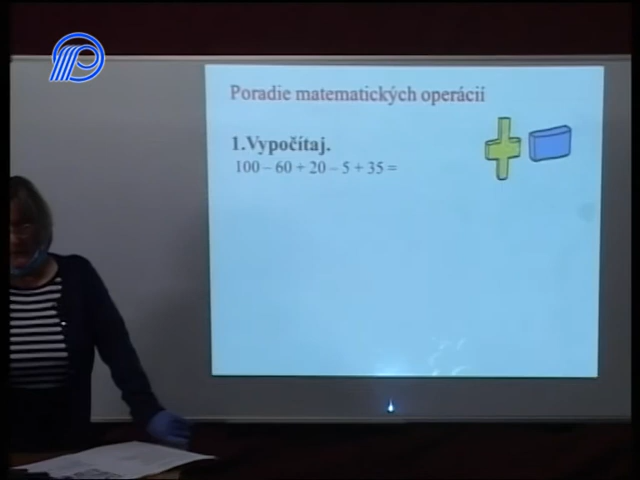 Poradie matematických operácií
1.Vypočítaj.
100 – 60 + 20 – 5 + 35 =